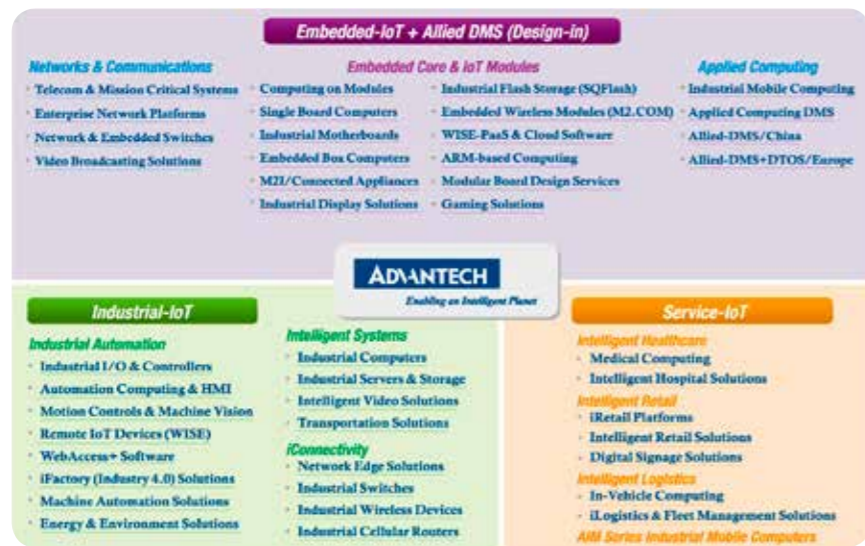 Embedded-IoT + Allied DMS (Design-in)
Networks & Communications
Telecom & Mission Critical Systems
Enterprise Network Platforms
Network & Embedded Switches
Video Broadcasting Solutions
Embedded Core & IoT Modules
Computing on Modules
Single Board Computers
Industrial Motherboards
Embedded Box Computers
M2I/Connected Appliances
Industrial Display Solutions
Industrial Flash Storage (SQFlash)
Embedded Wireless Modules (M2.COM)
WISE-PaaS & Cloud Software
ARM-based Computing
Modular Board Design Services
Gaming Solutions
Applied Computing
Industrial Mobile Computing
Applied Computing DMS
Allied-DMS/China
Allied-DMS+DTOS/Europe
ADVANTECH
Enabling an Intelligent Planet
Industrial-IoT
Industrial Automation
Industrial I/O & Controllers
Automation Computing & HMI
Motion Controls & Machine Vision
Remote IoT Devices (WISE)
WebAccess+ Software
iFactory (Industry 4.0) Solutions
Machine Automation Solutions
Energy & Environment Solutions
Intelligent Systems
Industrial Computers
Industrial Servers & Storage
Intelligent Video Solutions
Transportation Solutions
iConnectivity
Network Edge Solutions
Industrial Switches
Industrial Wireless Devices
Industrial Cellular Routers
Service-IoT
Intelligent Healthcare
Medical Computing
Intelligent Hospital Solutions
Intelligent Retail
iRetail Platforms
Intelligent Retail Solutions
Digital Signage Solutions
Intelligent Logistics
In-Vehicle Computing
iLogistics & Fleet Management Solutions
AIM Series Industrial Mobile Computers